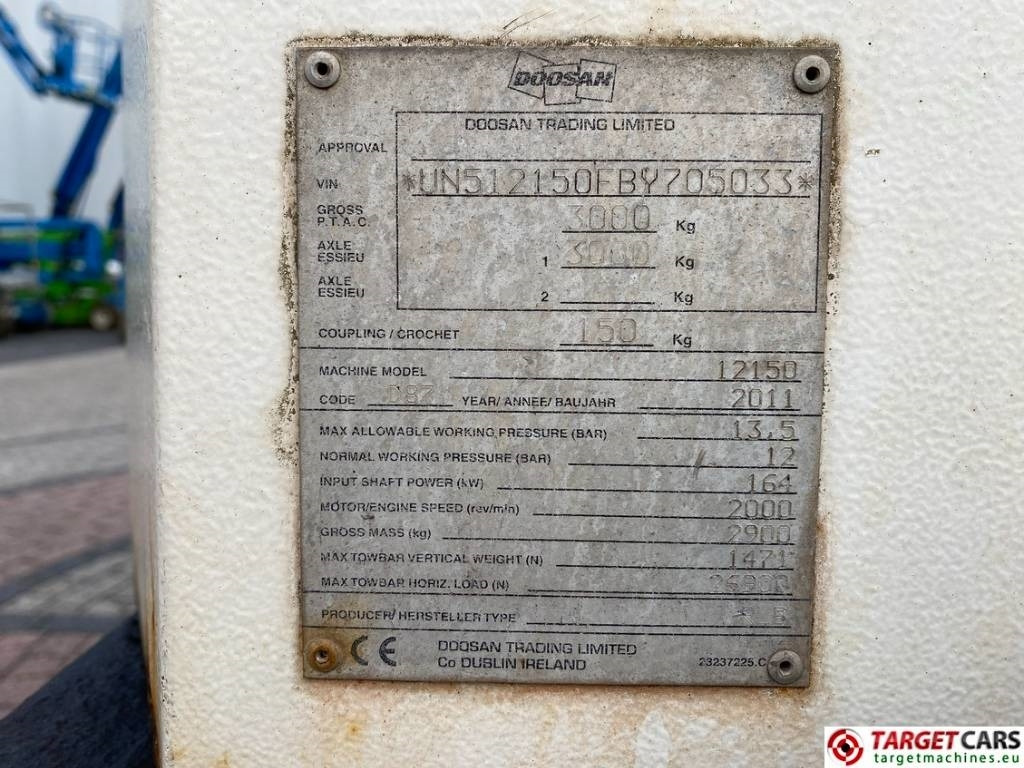 DOOSAN
DOOSAN TRADING LIMITED
APPROVAL
VIN *UN512150FBY705033*
GROSS P.T.A.C. 3000 Kg
AXLE ESSIEU 1 3000 Kg
AXLE ESSIEU 2 Kg
COUPLING / CROCHET 150 Kg
MACHINE MODEL 12150
CODE YEAR/ ANNEE/ BAUJAHR 2011
MAX ALLOWABLE WORKING PRESSURE (BAR) 13,5
NORMAL WORKING PRESSURE (BAR) 12
INPUT SHAFT POWER (kW) 164
MOTOR/ENGINE SPEED (rev/min) 2000
GROSS MASS (kg) 2900
MAX TOWBAR VERTICAL WEIGHT (N) 1471
MAX TOWBAR HORIZ. LOAD (N)
PRODUCER/ HERSTELLER TYPE
CE DOOSAN TRADING LIMITED
Co DUBLIN IRELAND 23237225.C
TARGETCARS
targetmachines.eu